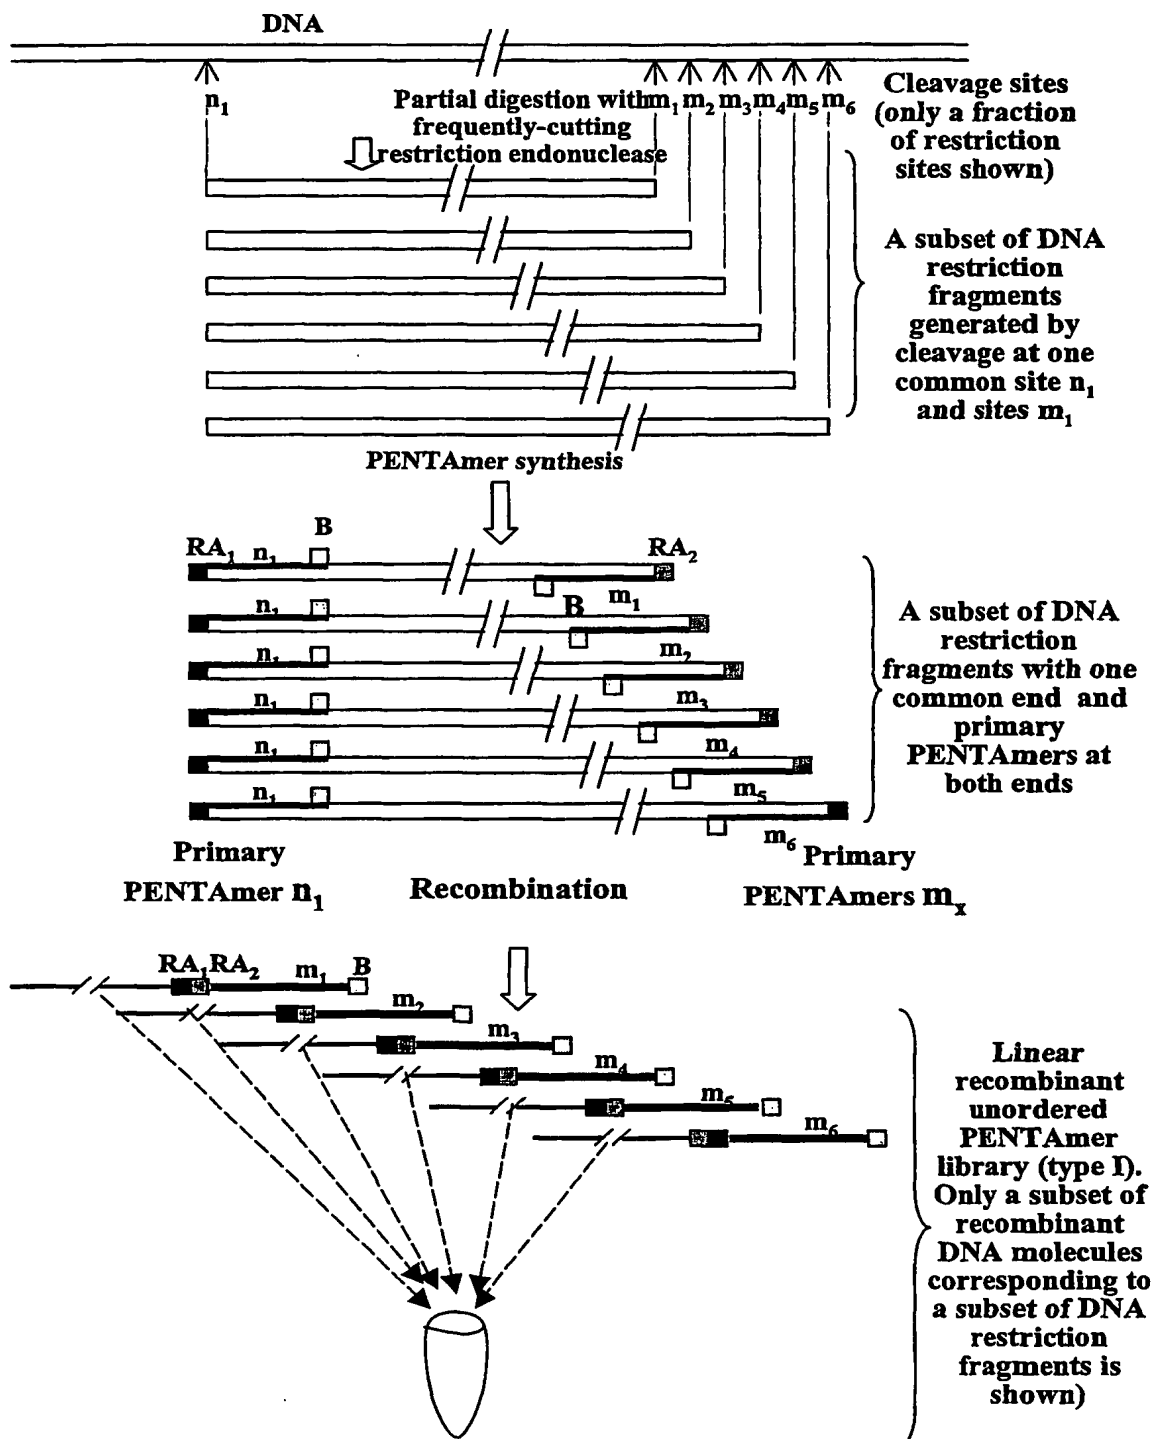 DNA
n1
Partial digestion with
frequently-cutting
restriction endonuclease
m1 m2 m3 m4 m5 m6
Cleavage sites
(only a fraction
of restriction
sites shown)
A subset of DNA
restriction
fragments
generated by
cleavage at one
common site n1
and sites m1
PENTAmer synthesis
B
RA1 n1 RA2
m1
n1 B
m2
n1
m3
n1
m4
n1
m5
n1
m6
A subset of DNA
restriction
fragments with one
common end and
primary
PENTAmers at
both ends
Primary
PENTAmer n1
Recombination
Primary
PENTAmers mx
RA1 RA2 m1 B
m2
m3
m4
m5
m6
Linear
recombinant
unordered
PENTAmer
library (type I).
Only a subset of
recombinant
DNA molecules
corresponding to
a subset of DNA
restriction
fragments is
shown)